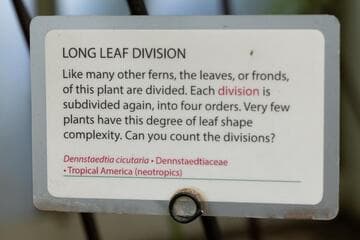 LONG LEAF DIVISION
Like many other ferns, the leaves, or fronds,
of this plant are divided. Each division is
subdivided again, into four orders. Very few
plants have this degree of leaf shape
complexity. Can you count the divisions?
Dennstaedtia cicutaria • Dennstaedtiaceae
• Tropical America (neotropics)